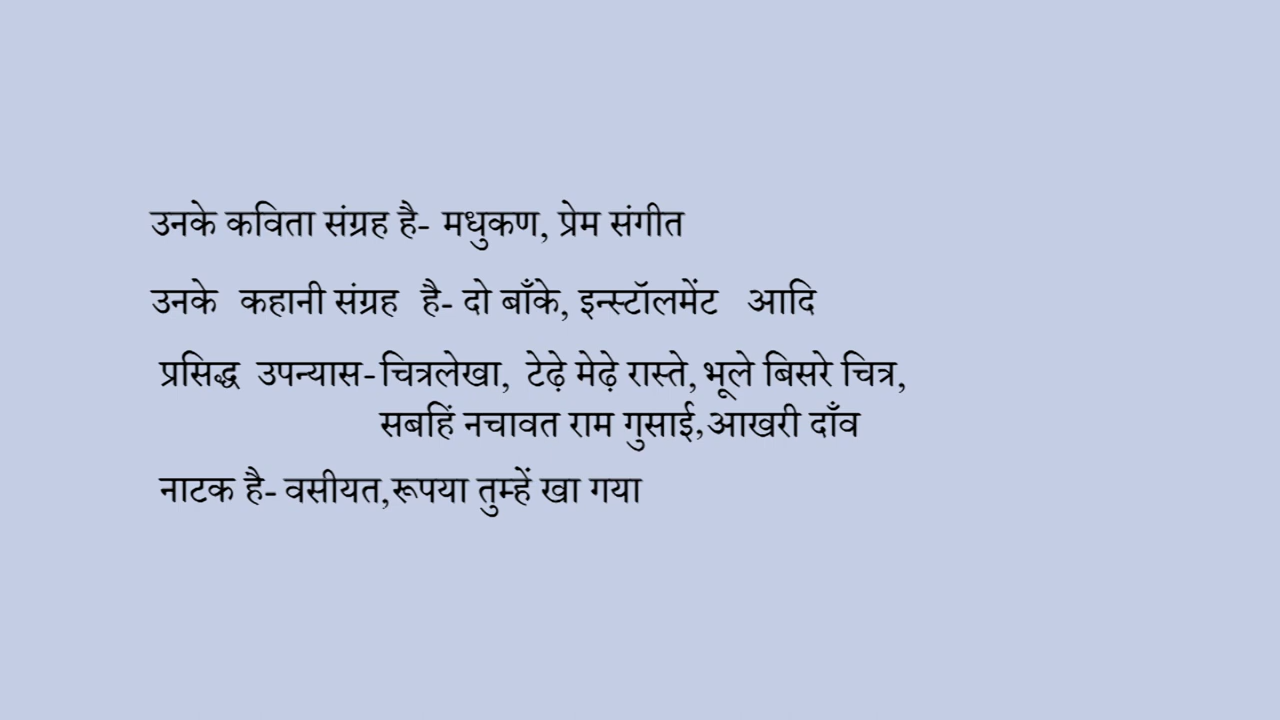 उनके कविता संग्रह है- मधुकण, प्रेम संगीत
उनके कहानी संग्रह है- दो बाँके, इन्स्टॉलमेंट आदि
प्रसिद्ध उपन्यास-चित्रलेखा, टेढ़े मेढ़े रास्ते, भूले बिसरे चित्र,
सबहिं नचावत राम गुसाई,आखरी दाँव
नाटक है- वसीयत,रूपया तुम्हें खा गया